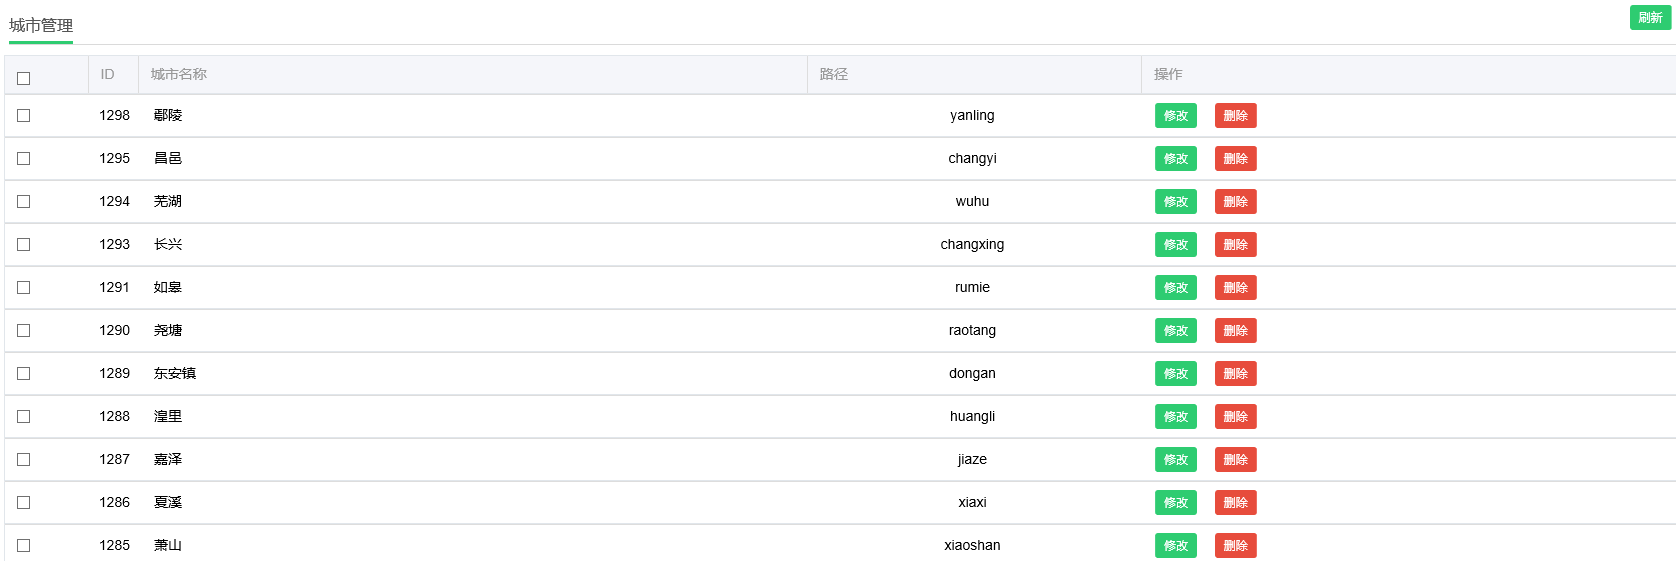 城市管理 刷新
ID 城市名称 路径 操作
1298 鄢陵 yanling 修改 删除
1295 昌邑 changyi 修改 删除
1294 芜湖 wuhu 修改 删除
1293 长兴 changxing 修改 删除
1291 如皋 rumie 修改 删除
1290 尧塘 raotang 修改 删除
1289 东安镇 dongan 修改 删除
1288 湟里 huangli 修改 删除
1287 嘉泽 jiaze 修改 删除
1286 夏溪 xiaxi 修改 删除
1285 萧山 xiaoshan 修改 删除